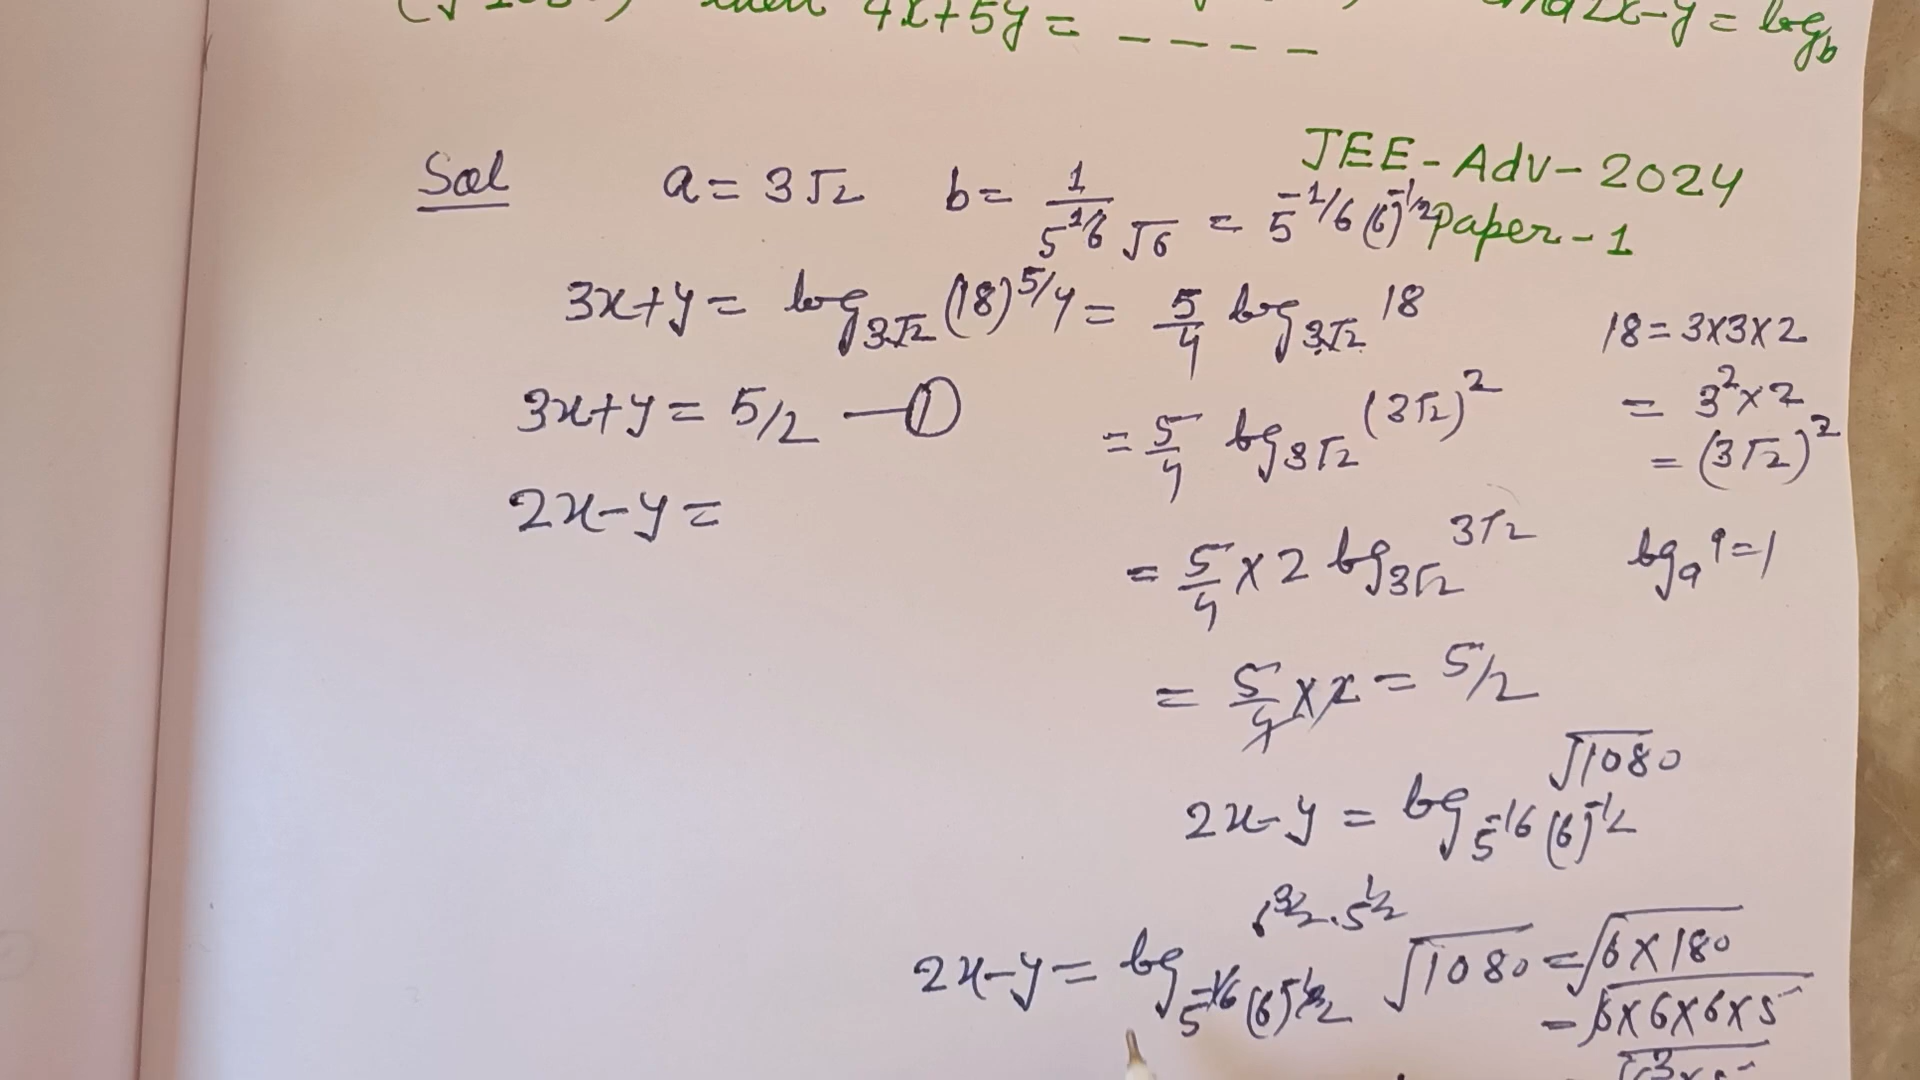 then 4x+5y = _ _ _ _ and 2x-y = log_b
JEE-Adv-2024
Paper-1
Sol a = 3√2 b = 1/(5^{1/6} √6) = 5^{-1/6} (6)^{-1/2}
3x+y = log_{3√2} (18)^{5/4} = 5/4 log_{3√2} 18
18 = 3×3×2
3x+y = 5/2 — ①
= 5/4 log_{3√2} (3√2)^2
= 3^2×2
= (3√2)^2
2x-y =
= 5/4 × 2 log_{3√2} 3√2
log_a a = 1
= 5/4 × 2 = 5/2
2x-y = log_{5^{-1/6} (6)^{-1/2}} √1080
2x-y = log_{5^{-1/6} (6)^{-1/2}} 6^{3/2} . 5^{1/2}
√1080 = √6×180
= √6×6×6×5